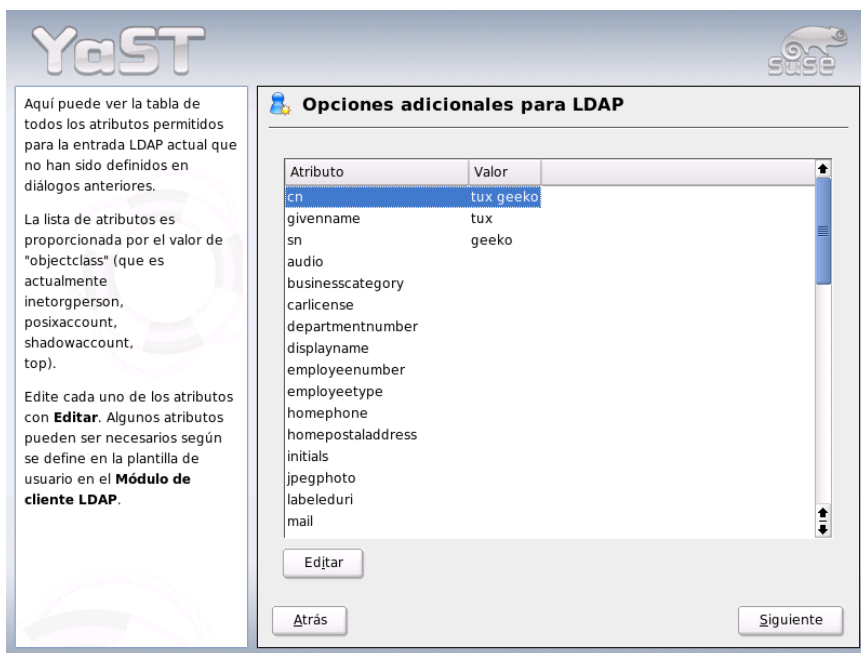 YaST
SUSE
Aquí puede ver la tabla de
todos los atributos permitidos
para la entrada LDAP actual que
no han sido definidos en
diálogos anteriores.
La lista de atributos es
proporcionada por el valor de
"objectclass" (que es
actualmente
inetorgperson,
posixaccount,
shadowaccount,
top).
Edite cada uno de los atributos
con Editar. Algunos atributos
pueden ser necesarios según
se define en la plantilla de
usuario en el Módulo de
cliente LDAP.
Opciones adicionales para LDAP
Atributo Valor
cn tux geeko
givenname tux
sn geeko
audio
businesscategory
carlicense
departmentnumber
displayname
employeenumber
employeetype
homephone
homepostaladdress
initials
jpegphoto
labeleduri
mail
Editar
Atrás
Siguiente